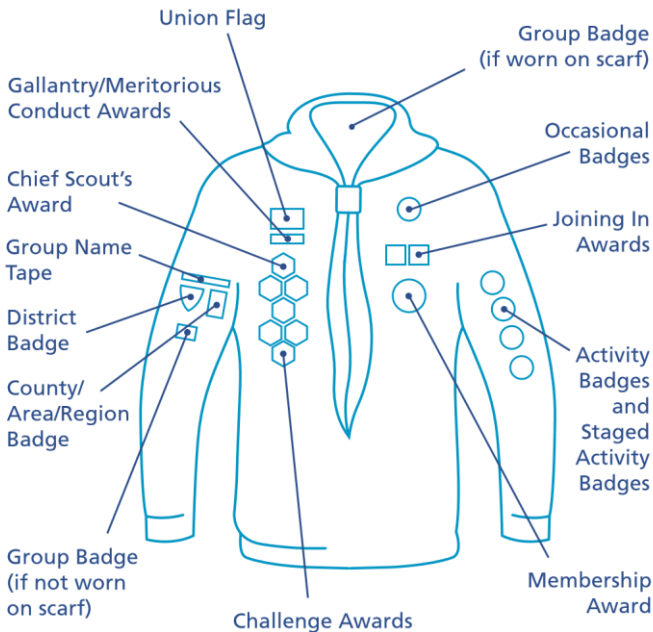 Union Flag
Group Badge
(if worn on scarf)
Gallantry/Meritorious
Conduct Awards
Occasional
Badges
Chief Scout's
Award
Joining In
Awards
Group Name
Tape
District
Badge
Activity
Badges
and
Staged
Activity
Badges
County/
Area/Region
Badge
Group Badge
(if not worn
on scarf)
Membership
Award
Challenge Awards